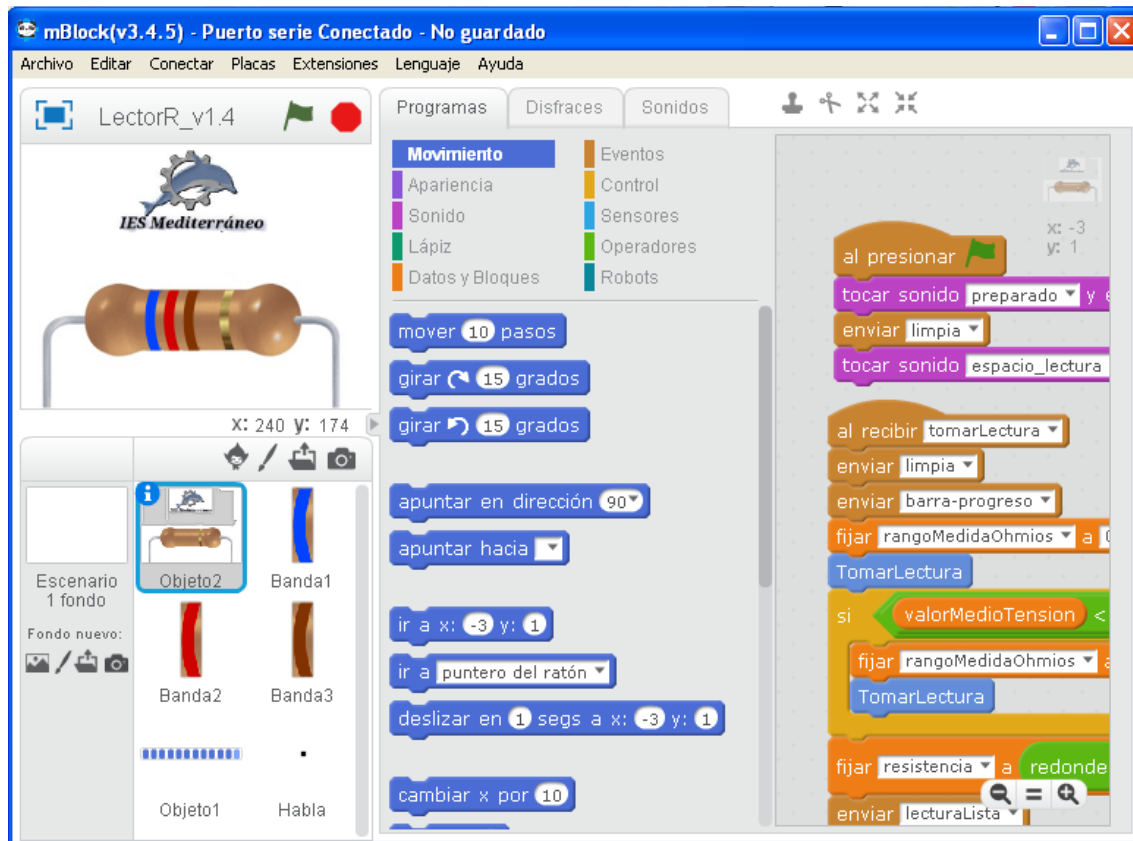 mBlock(v3.4.5) - Puerto serie Conectado - No guardado
Archivo Editar Conectar Placas Extensiones Lenguaje Ayuda
LectorR_v1.4
IES Mediterráneo
x: 240 y: 174
Programas Disfraces Sonidos
Movimiento Eventos
Apariencia Control
Sonido Sensores
Lápiz Operadores
Datos y Bloques Robots
mover 10 pasos
girar 15 grados
girar 15 grados
apuntar en dirección 90
apuntar hacia
ir a x: -3 y: 1
ir a puntero del ratón
deslizar en 1 segs a x: -3 y: 1
cambiar x por 10
x: -3
y: 1
al presionar
tocar sonido preparado y
enviar limpia
tocar sonido espacio_lectura
al recibir tomarLectura
enviar limpia
enviar barra-progreso
fijar rangoMedidaOhmios a
TomarLectura
si valorMedioTension <
fijar rangoMedidaOhmios
TomarLectura
fijar resistencia a redonde
enviar lecturaLista
Escenario
1 fondo
Fondo nuevo:
Objeto2 Banda1
Banda2 Banda3
Objeto1 Habla